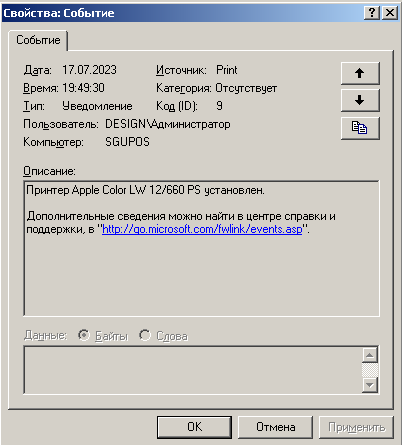 Свойства: Событие
Событие
Дата: 17.07.2023 Источник: Print
Время: 19:49:30 Категория: Отсутствует
Тип: Уведомление Код (ID): 9
Пользователь: DESIGN\Администратор
Компьютер: SGUPOS
Описание:
Принтер Apple Color LW 12/660 PS установлен.
Дополнительные сведения можно найти в центре справки и
поддержки, в "http://go.microsoft.com/fwlink/events.asp".
Данные: Байты Слова
OK Отмена Применить